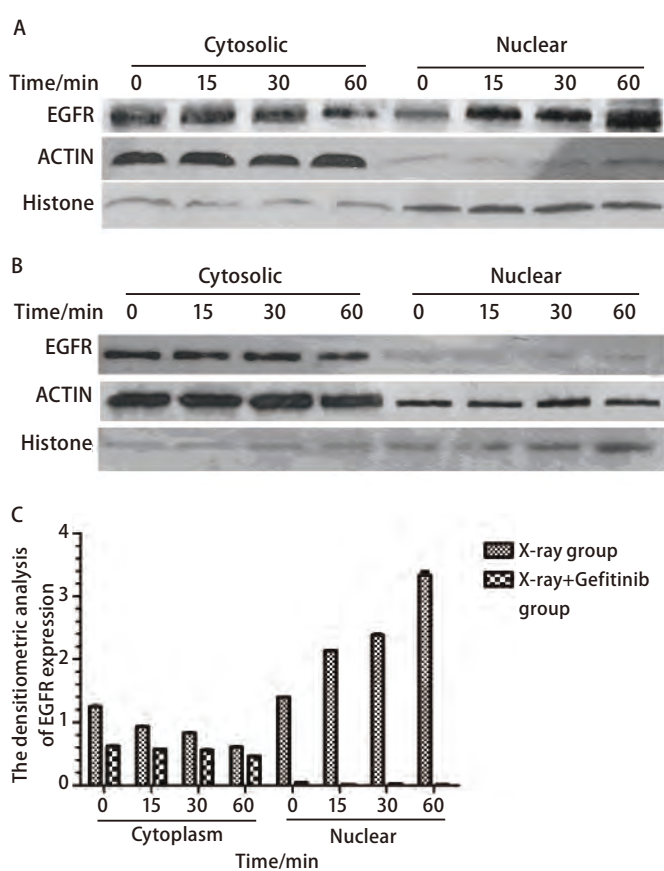 A
Cytosolic Nuclear
Time/min 0 15 30 60 0 15 30 60
EGFR
ACTIN
Histone
B
Cytosolic Nuclear
Time/min 0 15 30 60 0 15 30 60
EGFR
ACTIN
Histone
C
The densitometric analysis
of EGFR expression
4
3
2
1
0
X-ray group
X-ray+Gefitinib
group
0 15 30 60 0 15 30 60
Cytoplasm Nuclear
Time/min